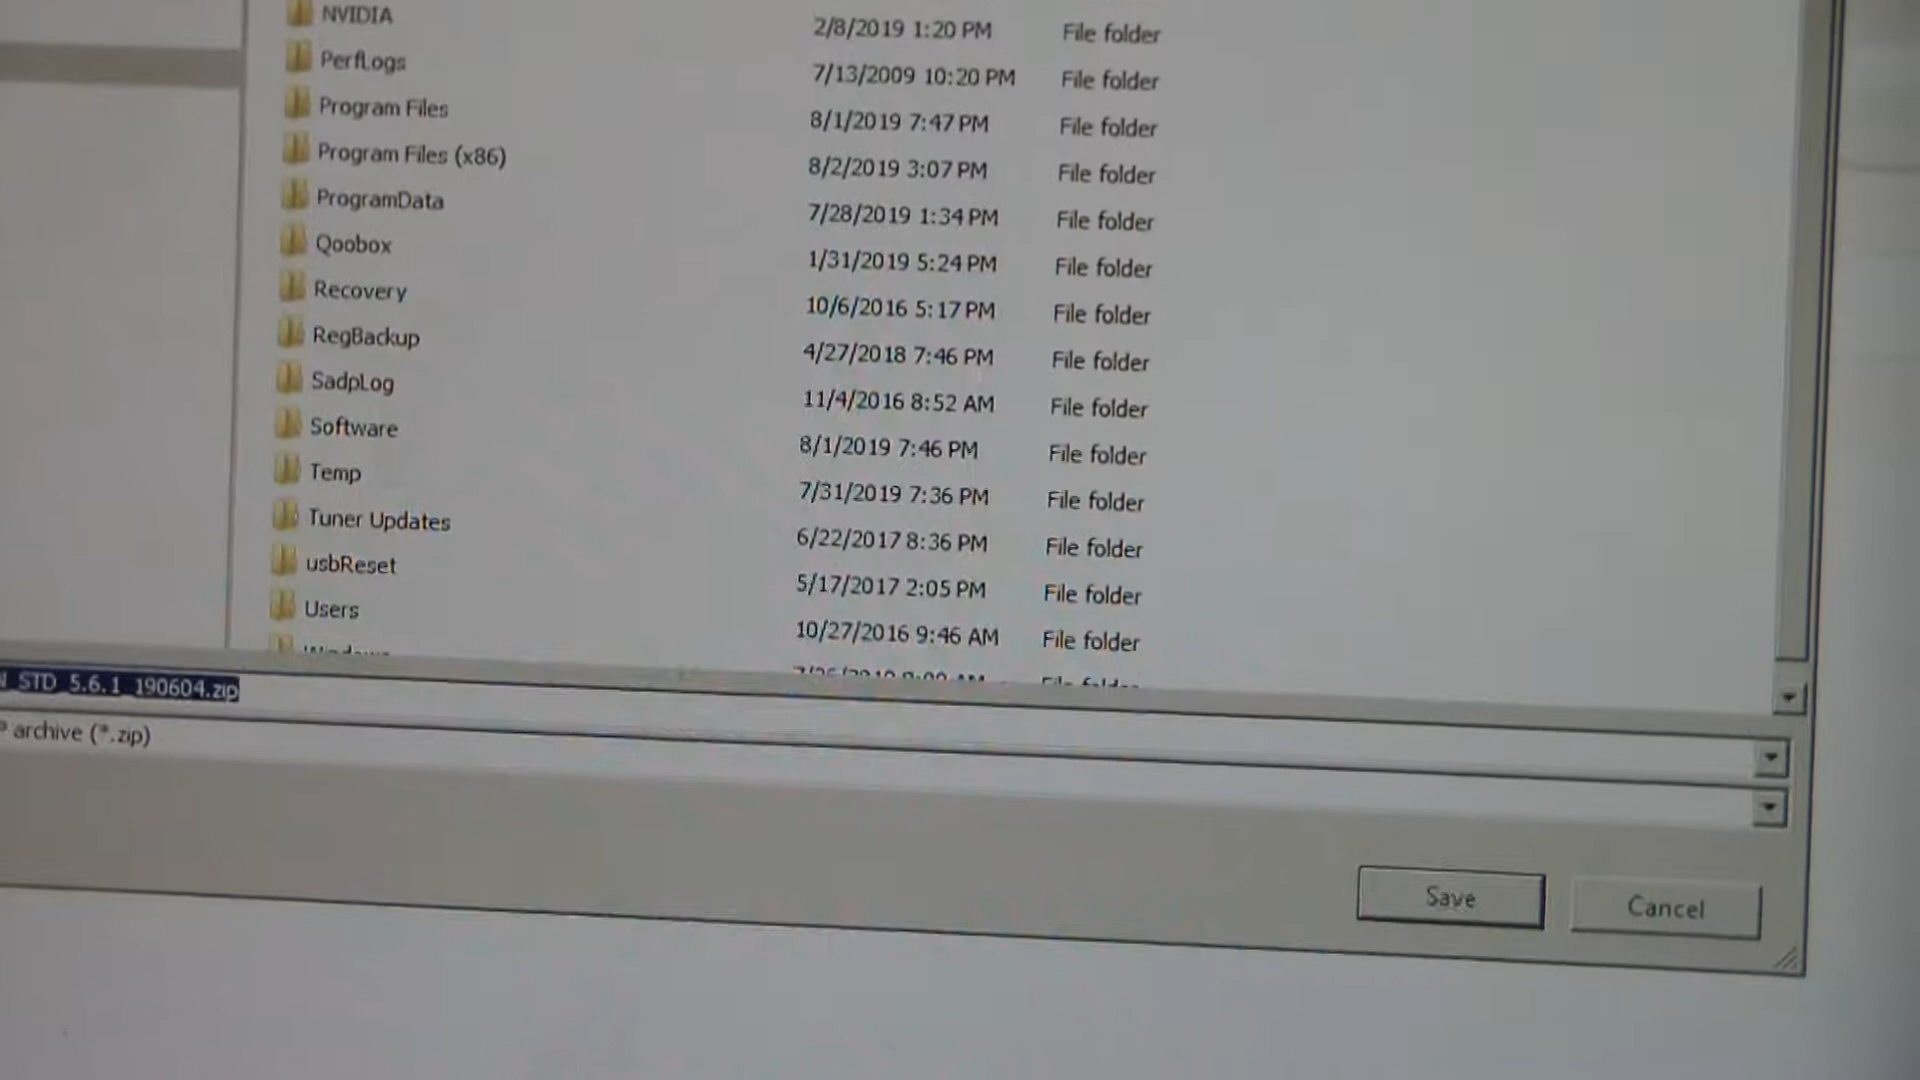 NVIDIA 2/8/2019 1:20 PM File folder
PerfLogs 7/13/2009 10:20 PM File folder
Program Files 8/1/2019 7:47 PM File folder
Program Files (x86) 8/2/2019 3:07 PM File folder
ProgramData 7/28/2019 1:34 PM File folder
Qoobox 1/31/2019 5:24 PM File folder
Recovery 10/6/2016 5:17 PM File folder
RegBackup 4/27/2018 7:46 PM File folder
SadpLog 11/4/2016 8:52 AM File folder
Software 8/1/2019 7:46 PM File folder
Temp 7/31/2019 7:36 PM File folder
Tuner Updates 6/22/2017 8:36 PM File folder
usbReset 5/17/2017 2:05 PM File folder
Users 10/27/2016 9:46 AM File folder
Windows File folder
_STD_5.6.1_190604.zip
archive (*.zip)
Save Cancel